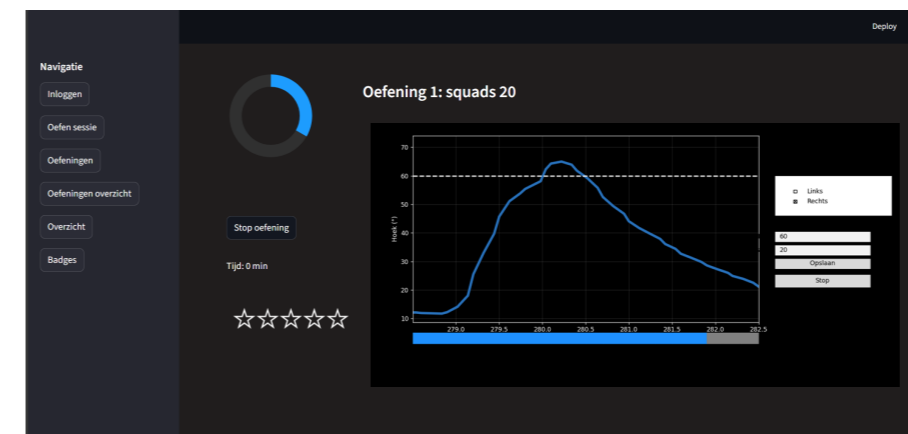 Deploy
Navigatie
Inloggen
Oefen sessie
Oefeningen
Oefeningen overzicht
Overzicht
Badges
Stop oefening
Tijd: 0 min
Oefening 1: squads 20
Hoek (°)
70
60
50
40
30
20
10
279.0 279.5 280.0 280.5 281.0 281.5 282.0 282.5
Links
Rechts
60
20
Opslaan
Stop